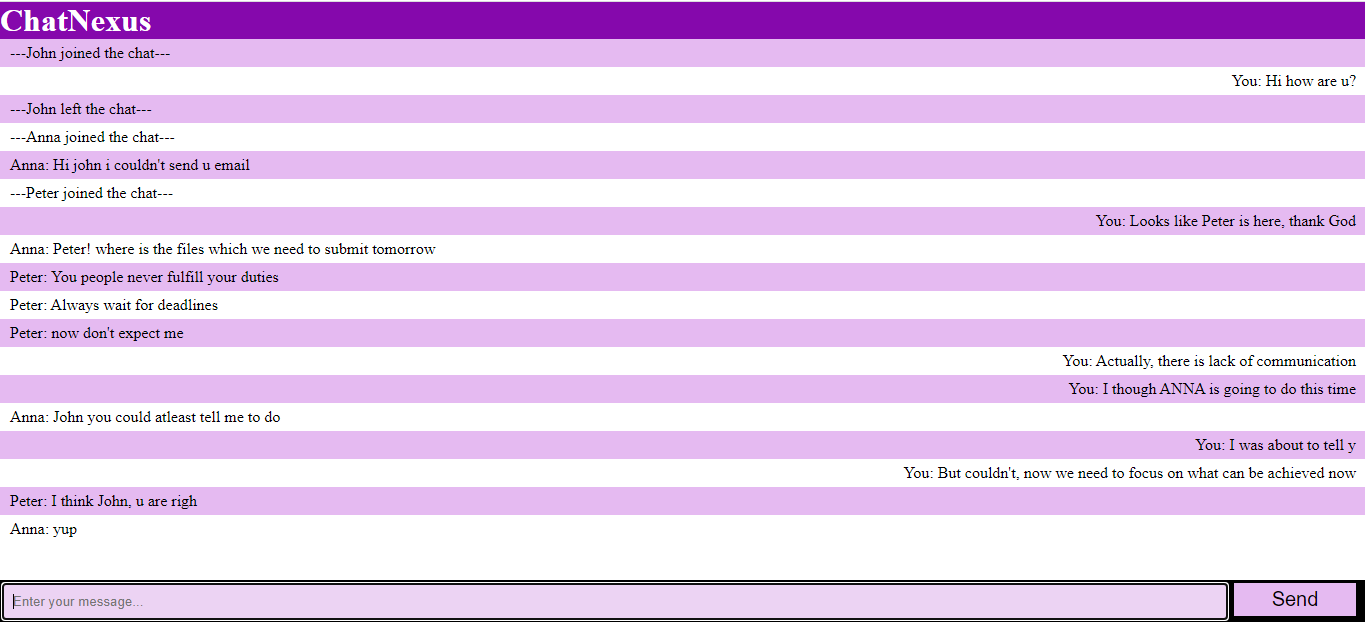 ChatNexus
---John joined the chat---
You: Hi how are u?
---John left the chat---
---Anna joined the chat---
Anna: Hi john i couldn't send u email
---Peter joined the chat---
You: Looks like Peter is here, thank God
Anna: Peter! where is the files which we need to submit tomorrow
Peter: You people never fulfill your duties
Peter: Always wait for deadlines
Peter: now don't expect me
You: Actually, there is lack of communication
You: I though ANNA is going to do this time
Anna: John you could atleast tell me to do
You: I was about to tell y
You: But couldn't, now we need to focus on what can be achieved now
Peter: I think John, u are righ
Anna: yup
Enter your message...
Send